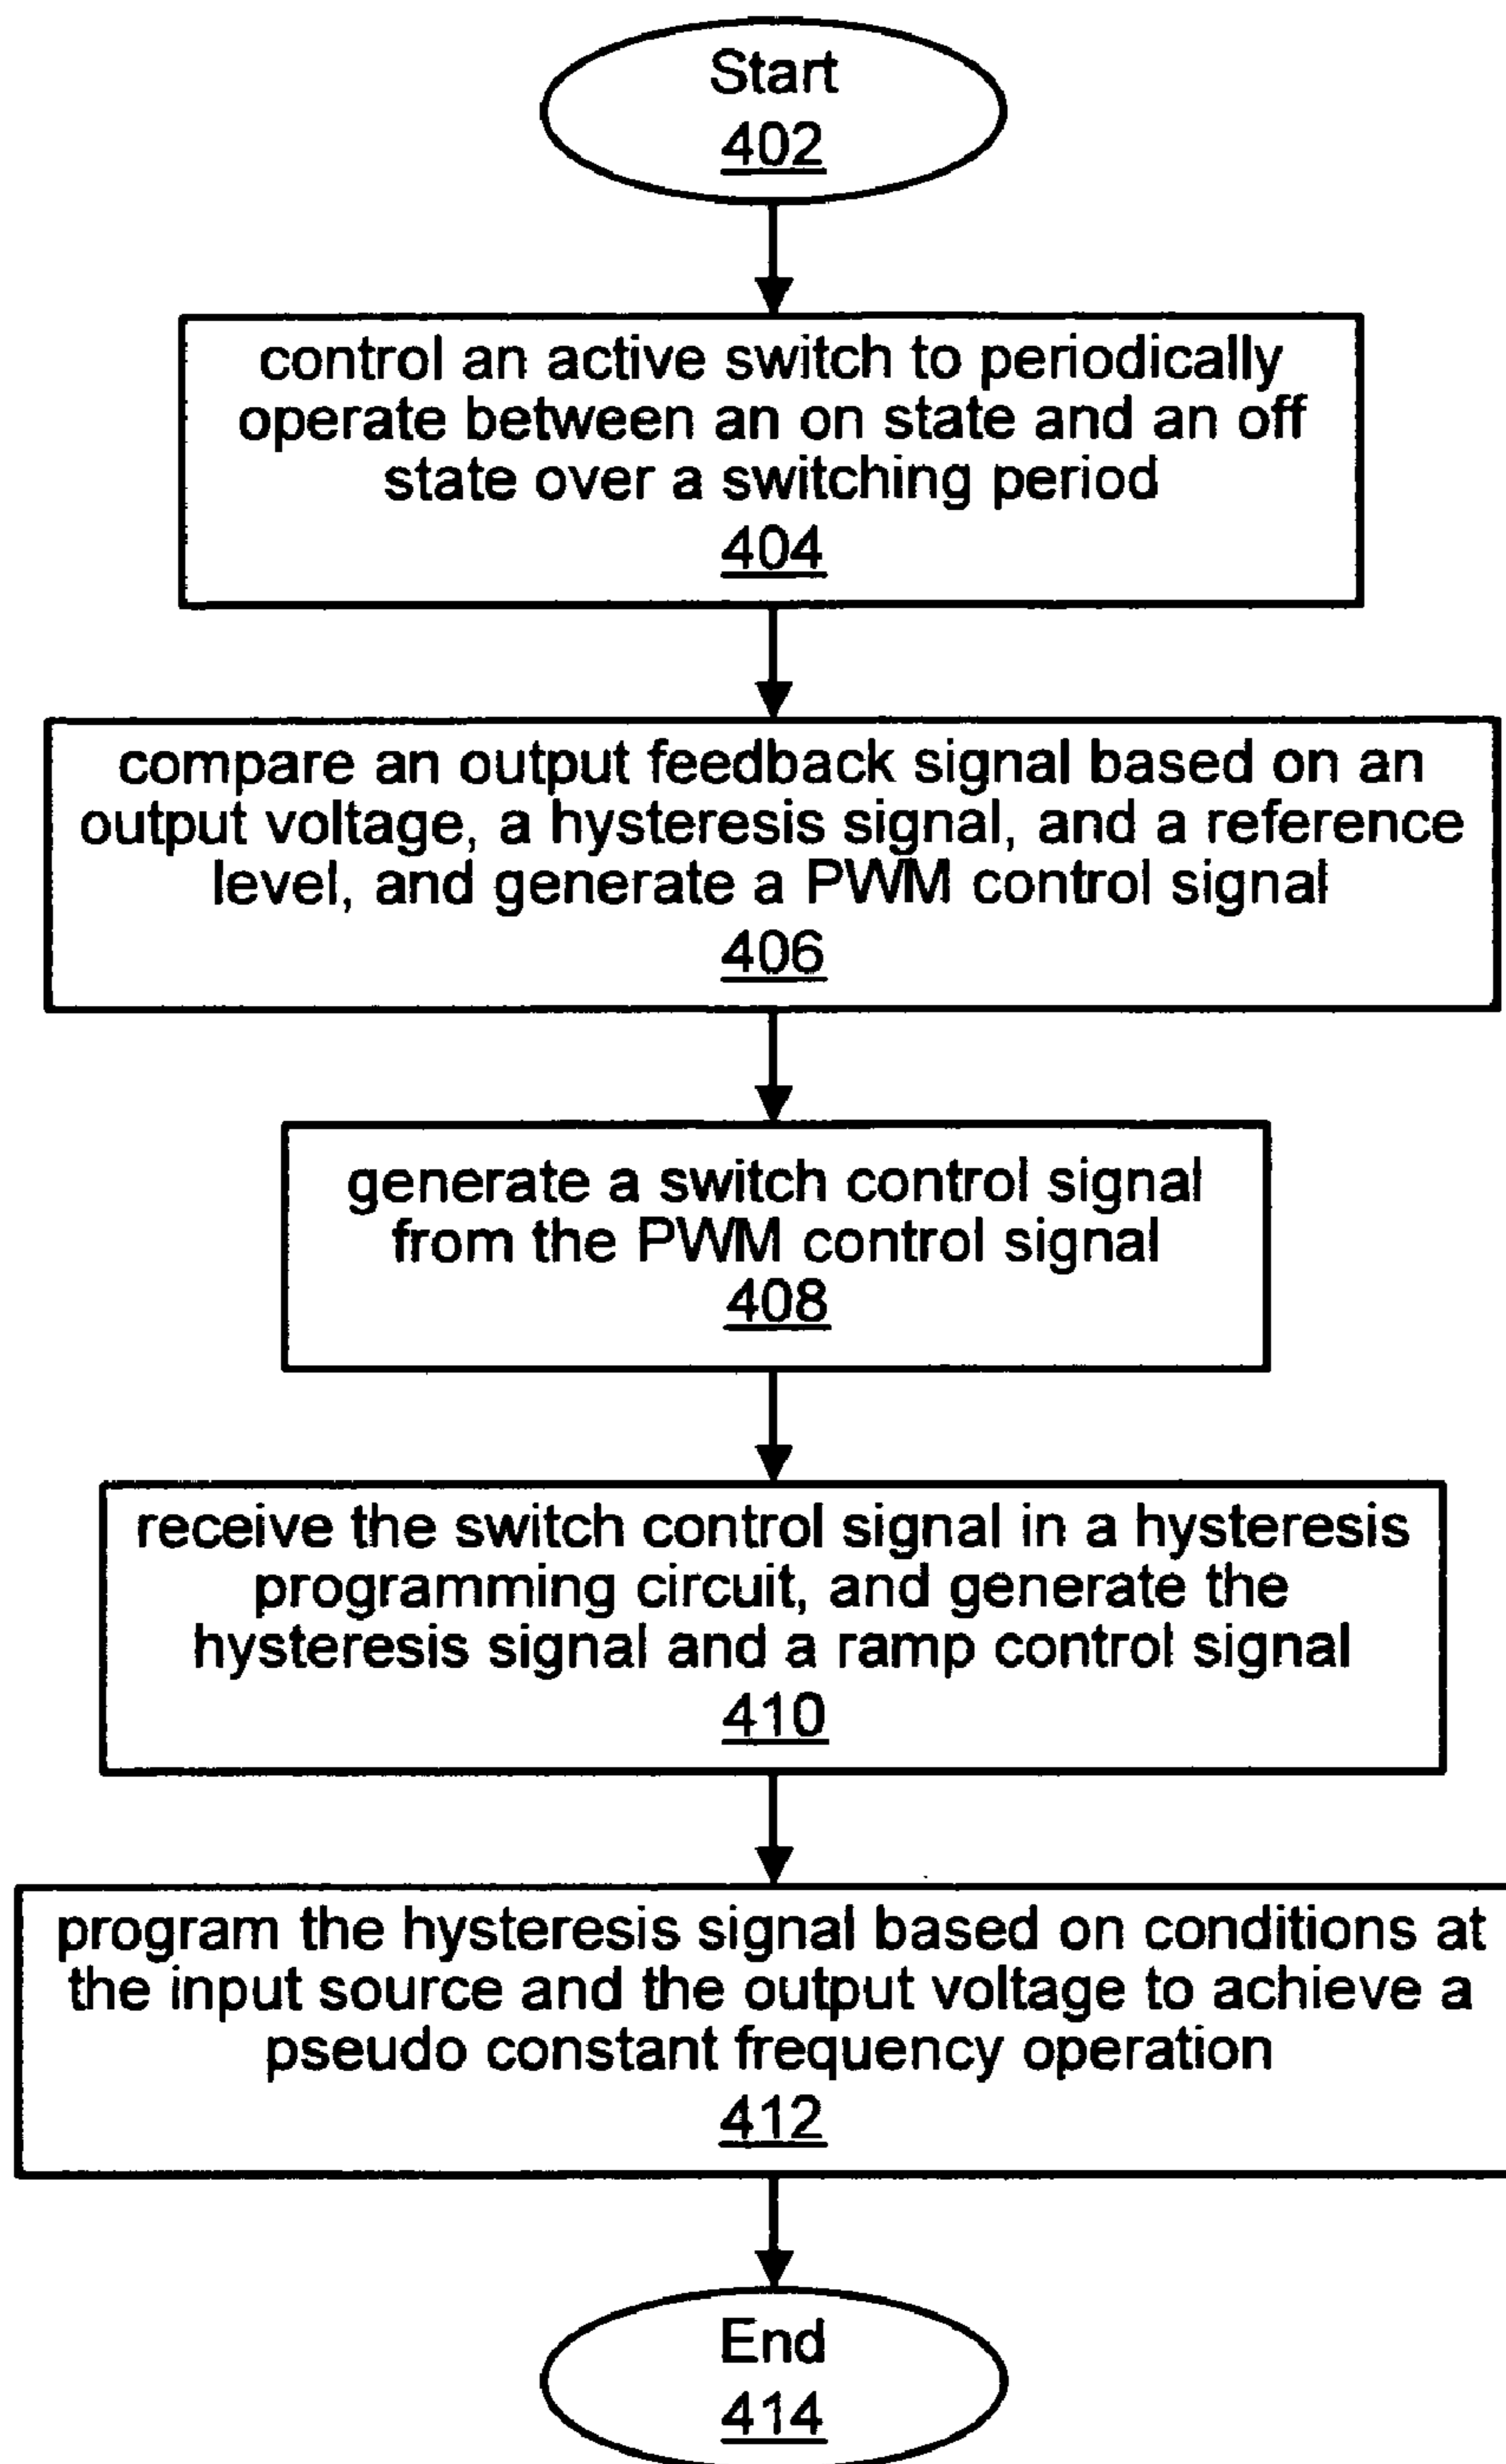 Start
402
control an active switch to periodically
operate between an on state and an off
state over a switching period
404
compare an output feedback signal based on an
output voltage, a hysteresis signal, and a reference
level, and generate a PWM control signal
406
generate a switch control signal
from the PWM control signal
408
receive the switch control signal in a hysteresis
programming circuit, and generate the
hysteresis signal and a ramp control signal
410
program the hysteresis signal based on conditions at
the input source and the output voltage to achieve a
pseudo constant frequency operation
412
End
414